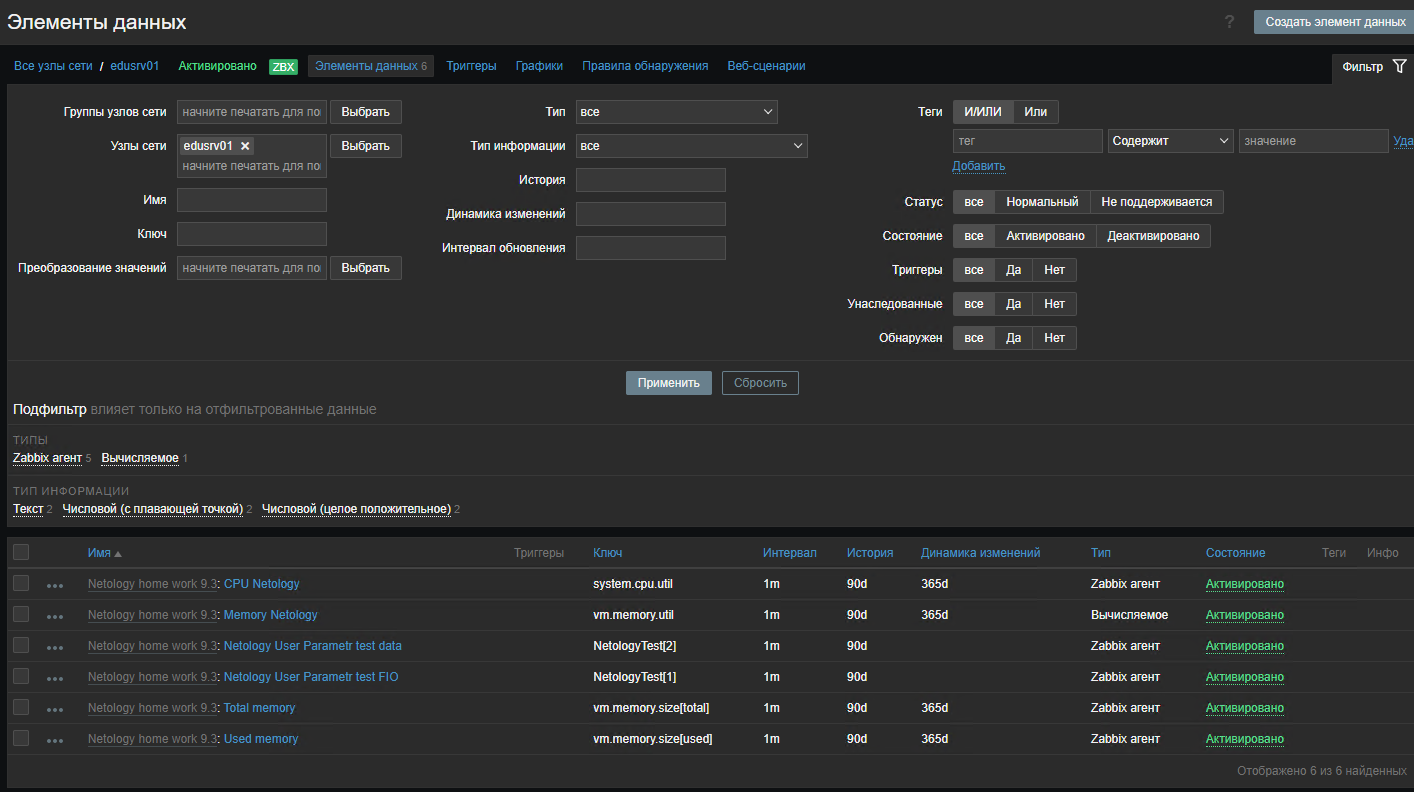 Элементы данных
? Создать элемент данных
Все узлы сети / edusrv01 Активировано ZBX Элементы данных 6 Триггеры Графики Правила обнаружения Веб-сценарии Фильтр
Группы узлов сети начните печатать для пои Выбрать Тип все Теги И/ИЛИ Или
Узлы сети edusrv01 Выбрать Тип информации все тег Содержит значение Уда
начните печатать для пои
История Добавить
Имя Статус все Нормальный Не поддерживается
Динамика изменений
Ключ Состояние все Активировано Деактивировано
Интервал обновления
Преобразование значений начните печатать для пои Выбрать Триггеры все Да Нет
Унаследованные все Да Нет
Обнаружен все Да Нет
Применить Сбросить
Подфильтр влияет только на отфильтрованные данные
ТИПЫ
Zabbix агент 5 Вычисляемое 1
ТИП ИНФОРМАЦИИ
Текст 2 Числовой (с плавающей точкой) 2 Числовой (целое положительное) 2
Имя Триггеры Ключ Интервал История Динамика изменений Тип Состояние Теги Инфо
Netology home work 9.3: CPU Netology system.cpu.util 1m 90d 365d Zabbix агент Активировано
Netology home work 9.3: Memory Netology vm.memory.util 1m 90d 365d Вычисляемое Активировано
Netology home work 9.3: Netology User Parametr test data NetologyTest[2] 1m 90d Zabbix агент Активировано
Netology home work 9.3: Netology User Parametr test FIO NetologyTest[1] 1m 90d Zabbix агент Активировано
Netology home work 9.3: Total memory vm.memory.size[total] 1m 90d 365d Zabbix агент Активировано
Netology home work 9.3: Used memory vm.memory.size[used] 1m 90d 365d Zabbix агент Активировано
Отображено 6 из 6 найденных